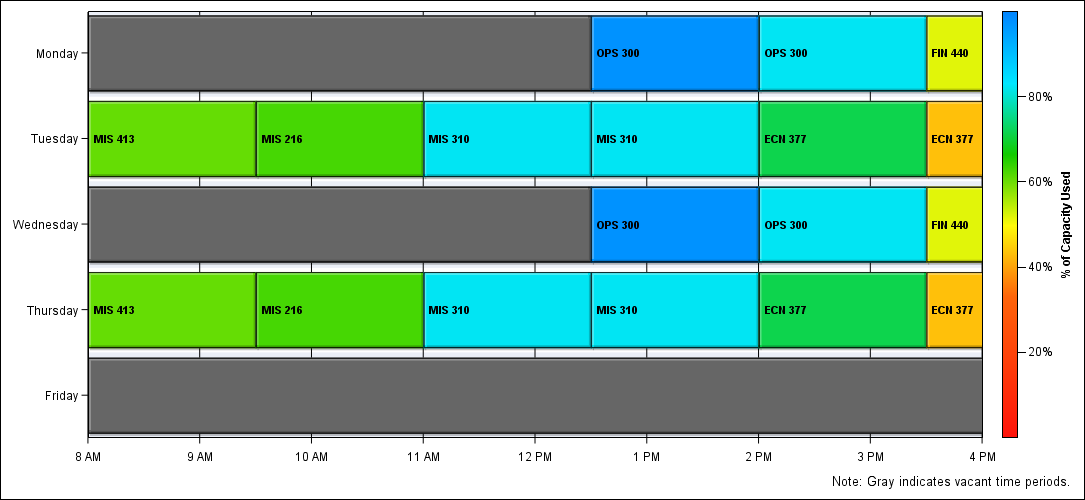 Monday
OPS 300
OPS 300
FIN 440
Tuesday
MIS 413
MIS 216
MIS 310
MIS 310
ECN 377
ECN 377
Wednesday
OPS 300
OPS 300
FIN 440
Thursday
MIS 413
MIS 216
MIS 310
MIS 310
ECN 377
ECN 377
Friday
8 AM
9 AM
10 AM
11 AM
12 PM
1 PM
2 PM
3 PM
4 PM
80%
60%
40%
20%
% of Capacity Used
Note: Gray indicates vacant time periods.